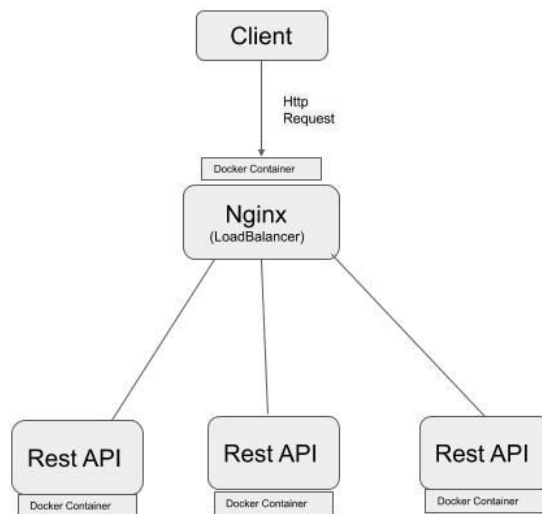 Client
Http
Request
Docker Container
Nginx
(LoadBalancer)
Rest API
Rest API
Rest API
Docker Container
Docker Container
Docker Container